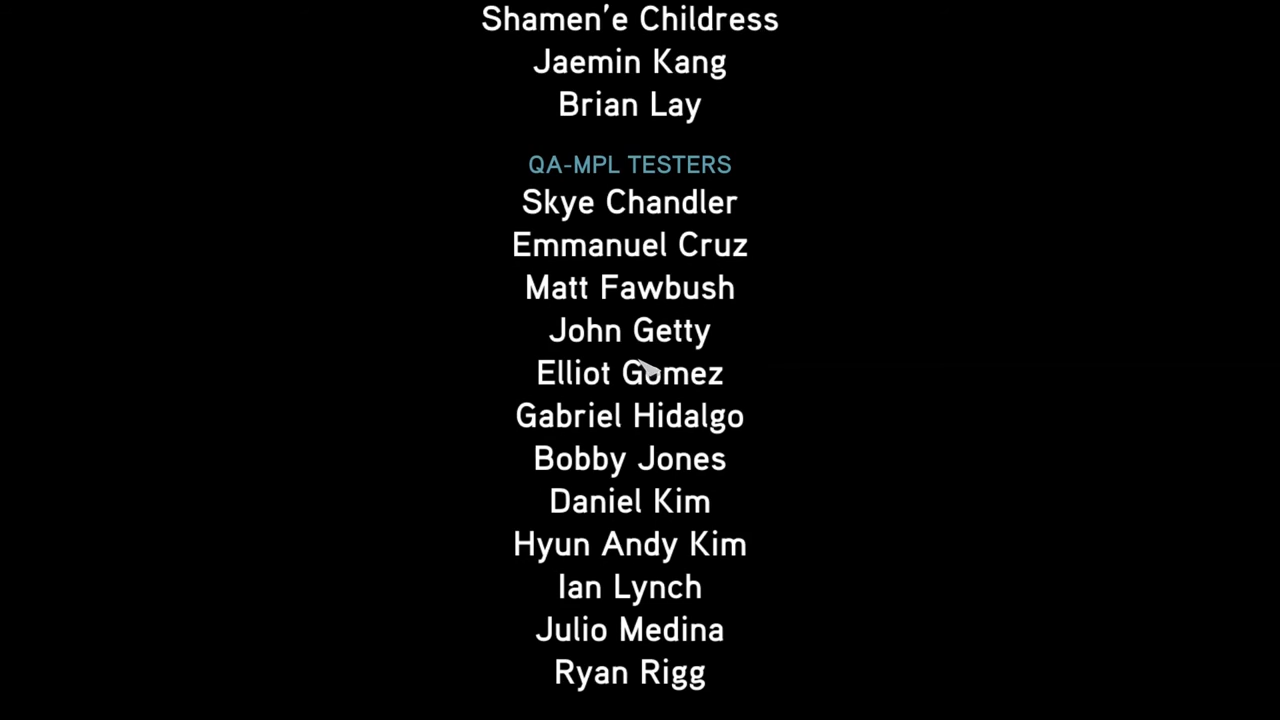 Shamen’e Childress
Jaemin Kang
Brian Lay
QA-MPL TESTERS
Skye Chandler
Emmanuel Cruz
Matt Fawbush
John Getty
Elliot Gomez
Gabriel Hidalgo
Bobby Jones
Daniel Kim
Hyun Andy Kim
Ian Lynch
Julio Medina
Ryan Rigg